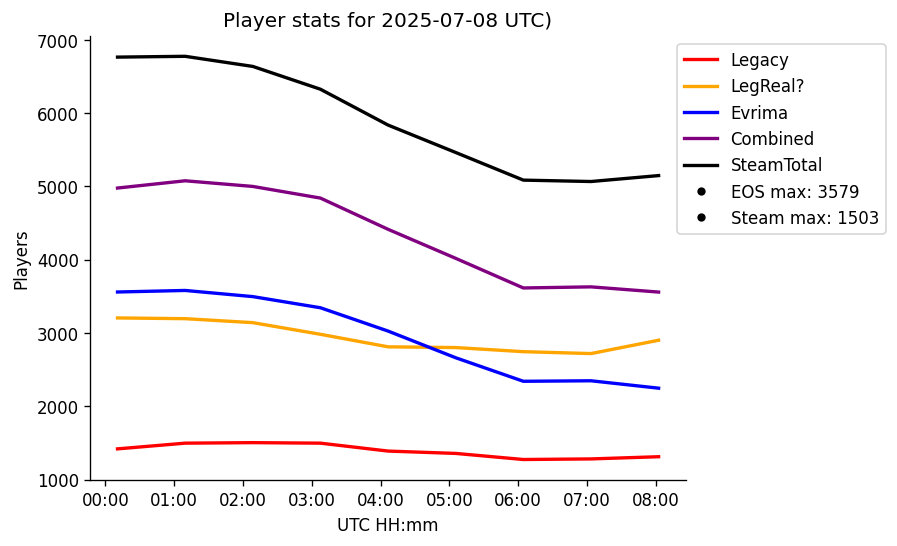 Player stats for 2025-07-08 UTC)
7000
6000
5000
4000
3000
2000
1000
Players
00:00 01:00 02:00 03:00 04:00 05:00 06:00 07:00 08:00
UTC HH:mm
Legacy
LegReal?
Evrima
Combined
SteamTotal
EOS max: 3579
Steam max: 1503